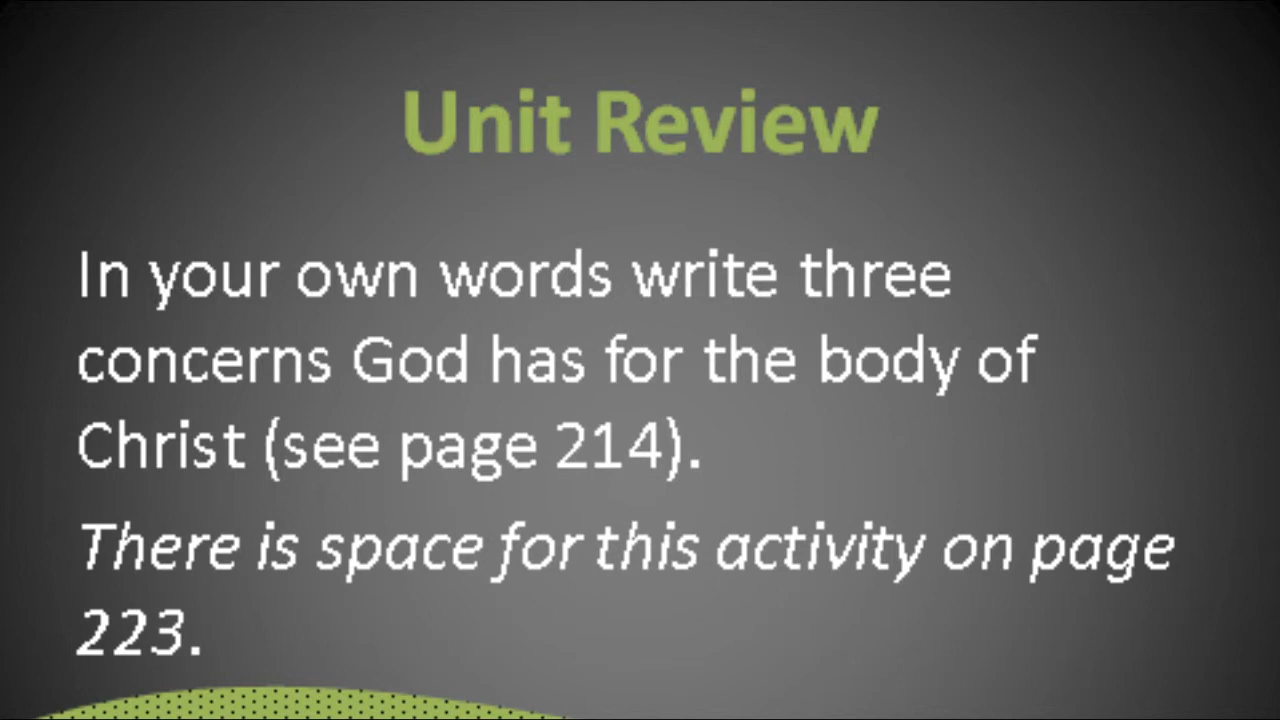 Unit Review
In your own words write three
concerns God has for the body of
Christ (see page 214).
There is space for this activity on page
223.